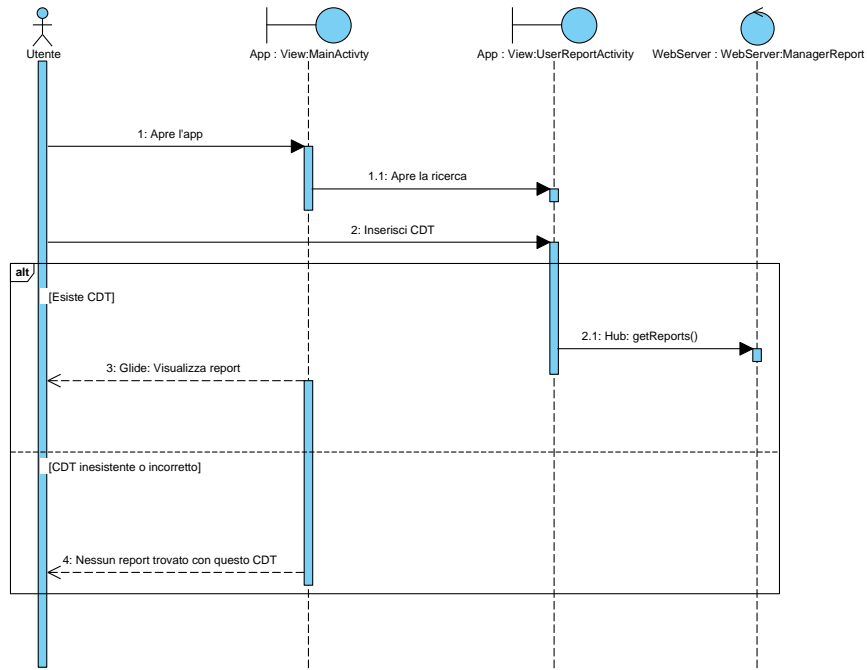 Utente
App : View:MainActivty
App : View:UserReportActivity
WebServer : WebServer:ManagerReport
1: Apre l'app
1.1: Apre la ricerca
2: Inserisci CDT
alt
[Esiste CDT]
2.1: Hub: getReports()
3: Glide: Visualizza report
[CDT inesistente o incorretto]
4: Nessun report trovato con questo CDT